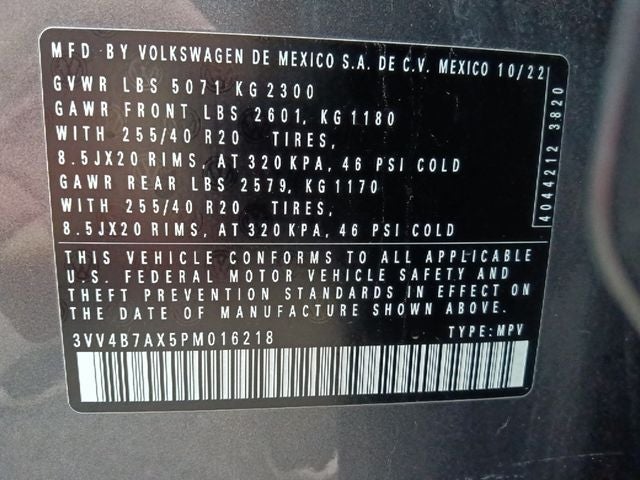 MFD BY VOLKSWAGEN DE MEXICO S.A. DE C.V. MEXICO 10/22
GVWR LBS 5071 KG 2300
GAWR FRONT LBS 2601, KG 1180
WITH 255/40 R20 TIRES,
8.5JX20 RIMS, AT 320 KPA, 46 PSI COLD
GAWR REAR LBS 2579, KG 1170
WITH 255/40 R20 TIRES,
8.5JX20 RIMS, AT 320 KPA, 46 PSI COLD
4044212 3820
THIS VEHICLE CONFORMS TO ALL APPLICABLE
U.S. FEDERAL MOTOR VEHICLE SAFETY AND
THEFT PREVENTION STANDARDS IN EFFECT ON
THE DATE OF MANUFACTURE SHOWN ABOVE.
3VV4B7AX5PM016218 TYPE: MPV